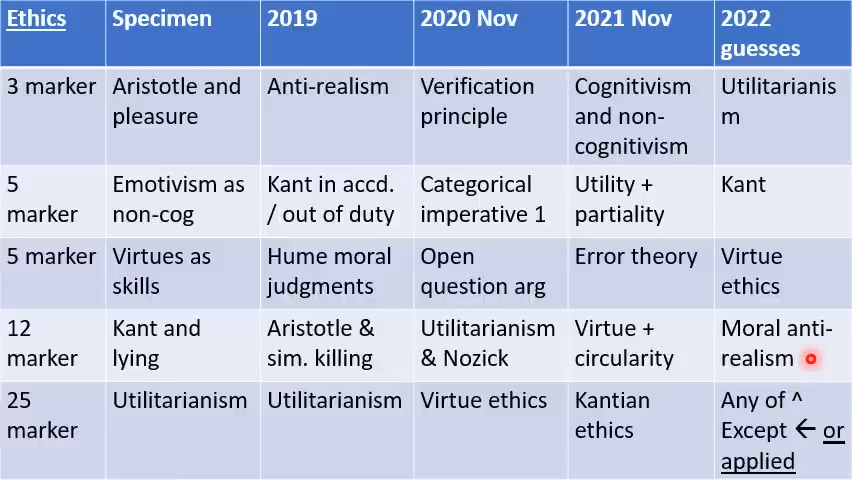 Ethics Specimen 2019 2020 Nov 2021 Nov 2022
guesses
3 marker Aristotle and Anti-realism Verification Cognitivism Utilitarianis
pleasure principle and non- m
cognitivism
5 Emotivism as Kant in accd. Categorical Utility + Kant
marker non-cog / out of duty imperative 1 partiality
5 marker Virtues as Hume moral Open Error theory Virtue
skills judgments question arg ethics
12 Kant and Aristotle & Utilitarianism Virtue + Moral anti-
marker lying sim. killing & Nozick circularity realism
25 Utilitarianism Utilitarianism Virtue ethics Kantian Any of ^
marker ethics Except ← or
applied